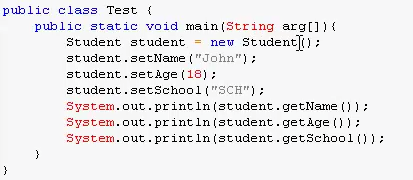 public class Test {
    public static void main(String arg[]){
        Student student = new Student();
        student.setName("John");
        student.setAge(18);
        student.setSchool("SCH");
        System.out.println(student.getName());
        System.out.println(student.getAge());
        System.out.println(student.getSchool());
    }
}